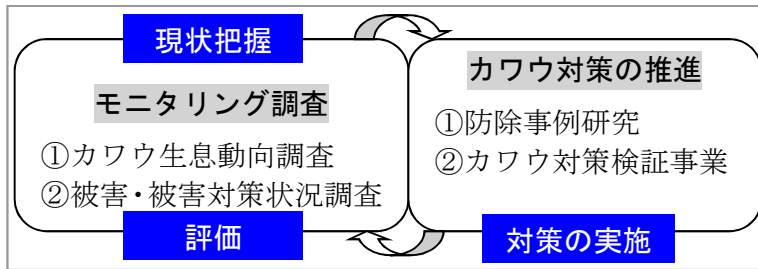 現状把握
モニタリング調査
①カワウ生息動向調査
②被害・被害対策状況調査
評価
カワウ対策の推進
①防除事例研究
②カワウ対策検証事業
対策の実施